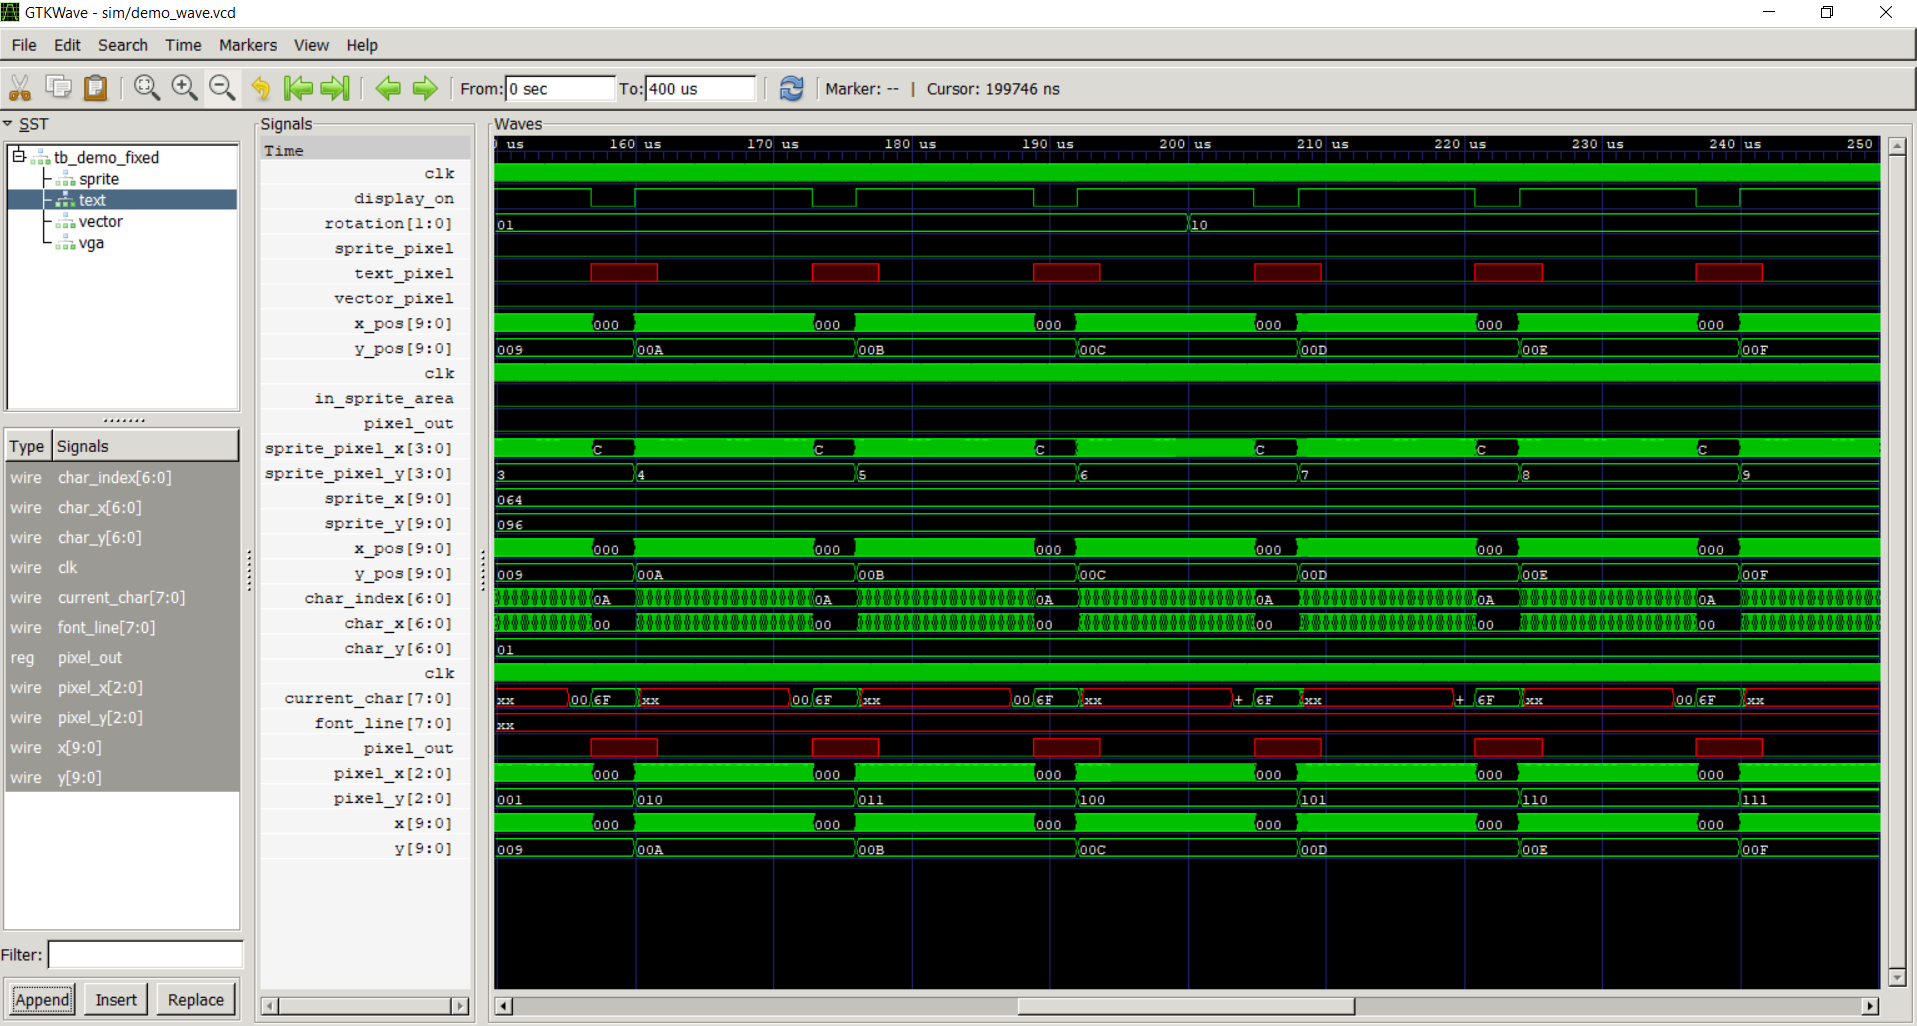 GTKWave - sim/demo_wave.vcd
File Edit Search Time Markers View Help
From: 0 sec To: 400 us Marker: -- | Cursor: 199746 ns
SST
tb_demo_fixed
sprite
text
vector
vga
Type Signals
wire char_index[6:0]
wire char_x[6:0]
wire char_y[6:0]
wire clk
wire current_char[7:0]
wire font_line[7:0]
reg pixel_out
wire pixel_x[2:0]
wire pixel_y[2:0]
wire x[9:0]
wire y[9:0]
Filter:
Append Insert Replace
Signals
Time
clk
display_on
rotation[1:0]
sprite_pixel
text_pixel
vector_pixel
x_pos[9:0]
y_pos[9:0]
clk
in_sprite_area
pixel_out
sprite_pixel_x[3:0]
sprite_pixel_y[3:0]
sprite_x[9:0]
sprite_y[9:0]
x_pos[9:0]
y_pos[9:0]
char_index[6:0]
char_x[6:0]
char_y[6:0]
clk
current_char[7:0]
font_line[7:0]
pixel_out
pixel_x[2:0]
pixel_y[2:0]
x[9:0]
y[9:0]
Waves
us 160 us 170 us 180 us 190 us 200 us 210 us 220 us 230 us 240 us 250
01 10
000 000 000 000 000 000
009 00A 00B 00C 00D 00E 00F
C C C C C C
3 4 5 6 7 8 9
064
096
000 000 000 000 000 000
009 00A 00B 00C 00D 00E 00F
0A 0A 0A 0A 0A 0A
00 00 00 00 00 00
01
xx 00 6F xx 00 6F xx 00 6F xx + 6F xx + 6F xx 00 6F xx
xx
000 000 000 000 000 000
001 010 011 100 101 110 111
000 000 000 000 000 000
009 00A 00B 00C 00D 00E 00F